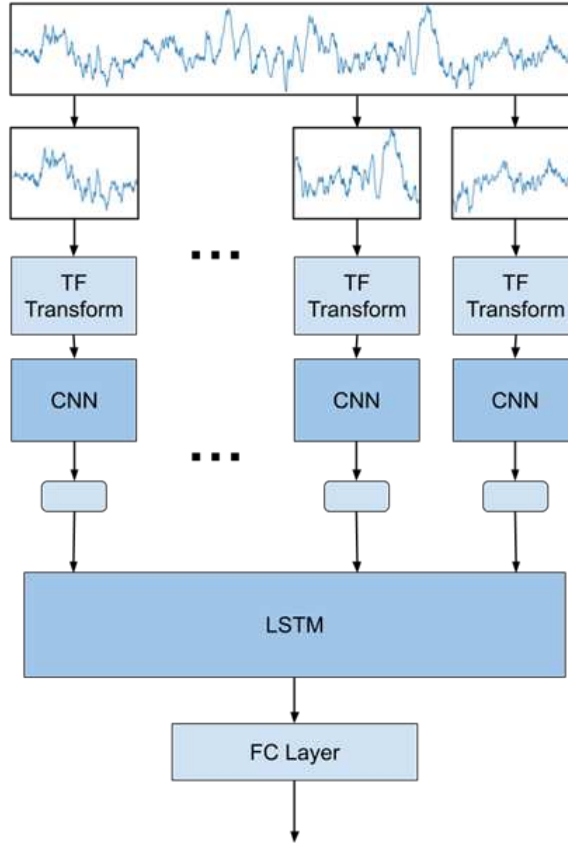 TF
Transform
TF
Transform
TF
Transform
CNN
CNN
CNN
LSTM
FC Layer